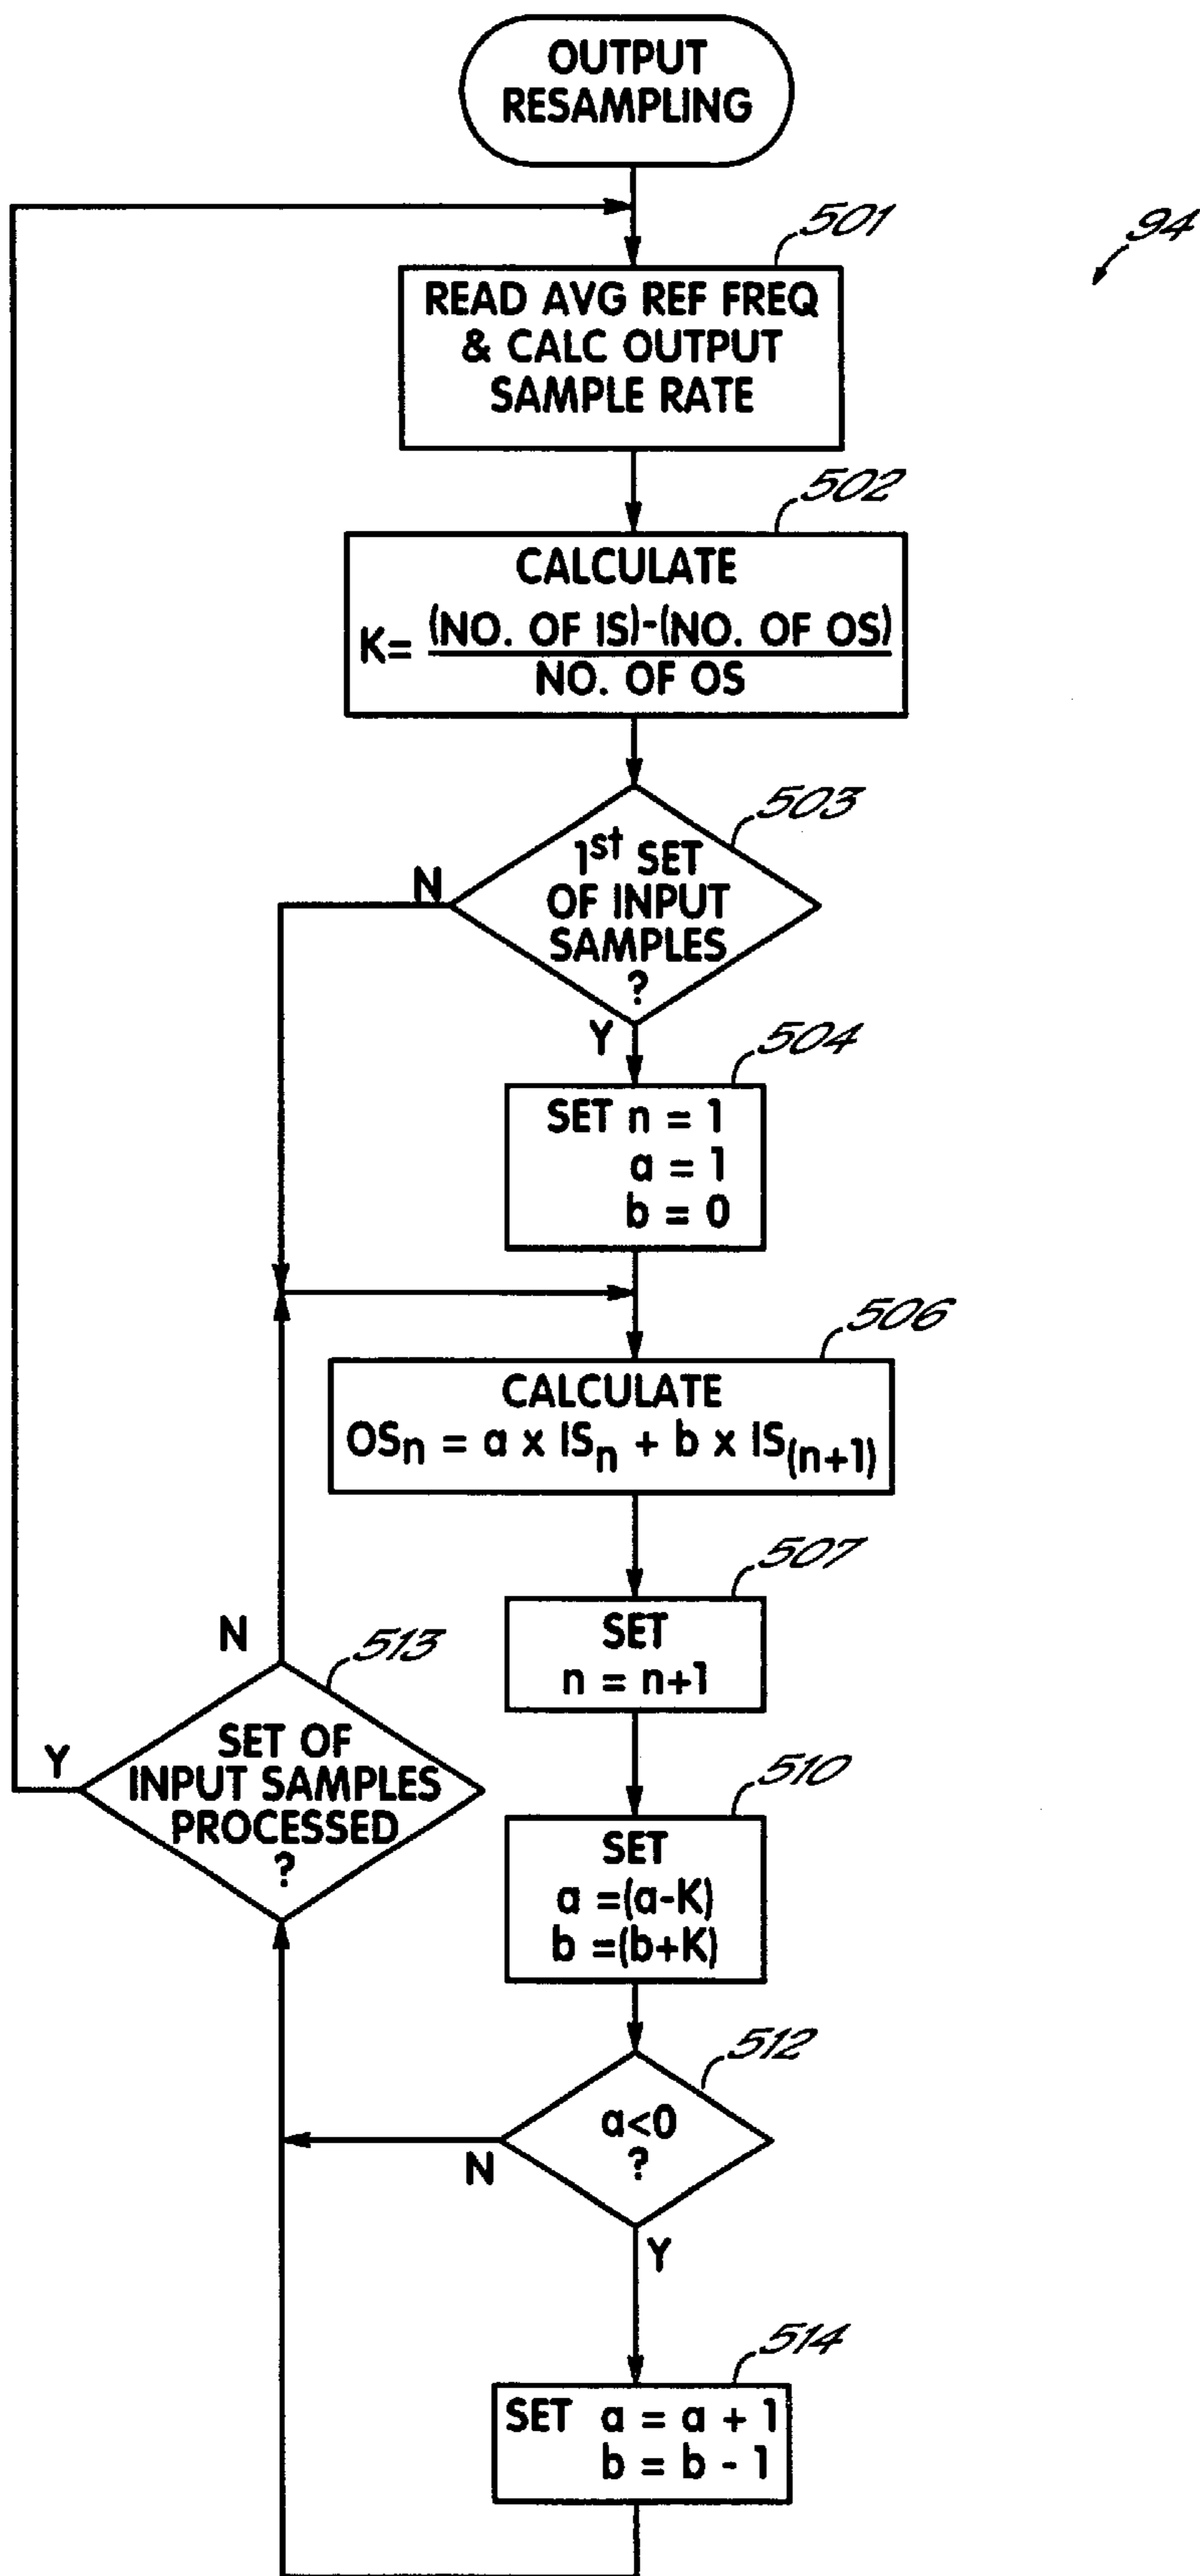 OUTPUT
RESAMPLING
94
501
READ AVG REF FREQ
& CALC OUTPUT
SAMPLE RATE
502
CALCULATE
K= (NO. OF IS)-(NO. OF OS)
NO. OF OS
503
1st SET
OF INPUT
SAMPLES
?
N
Y
504
SET n = 1
a = 1
b = 0
506
CALCULATE
OSn = a x ISn + b x IS(n+1)
507
SET
n = n+1
N
513
SET OF
INPUT SAMPLES
PROCESSED
?
Y
510
SET
a =(a-K)
b =(b+K)
512
a<0
?
N
Y
514
SET a = a + 1
b = b - 1